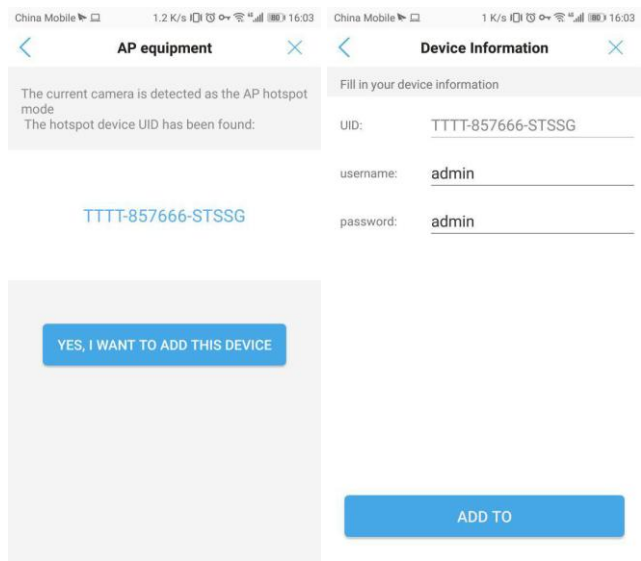 China Mobile 1.2 K/s 16:03
AP equipment
The current camera is detected as the AP hotspot
mode
The hotspot device UID has been found:
TTTT-857666-STSSG
YES, I WANT TO ADD THIS DEVICE
China Mobile 1 K/s 16:03
Device Information
Fill in your device information
UID: TTTT-857666-STSSG
username: admin
password: admin
ADD TO